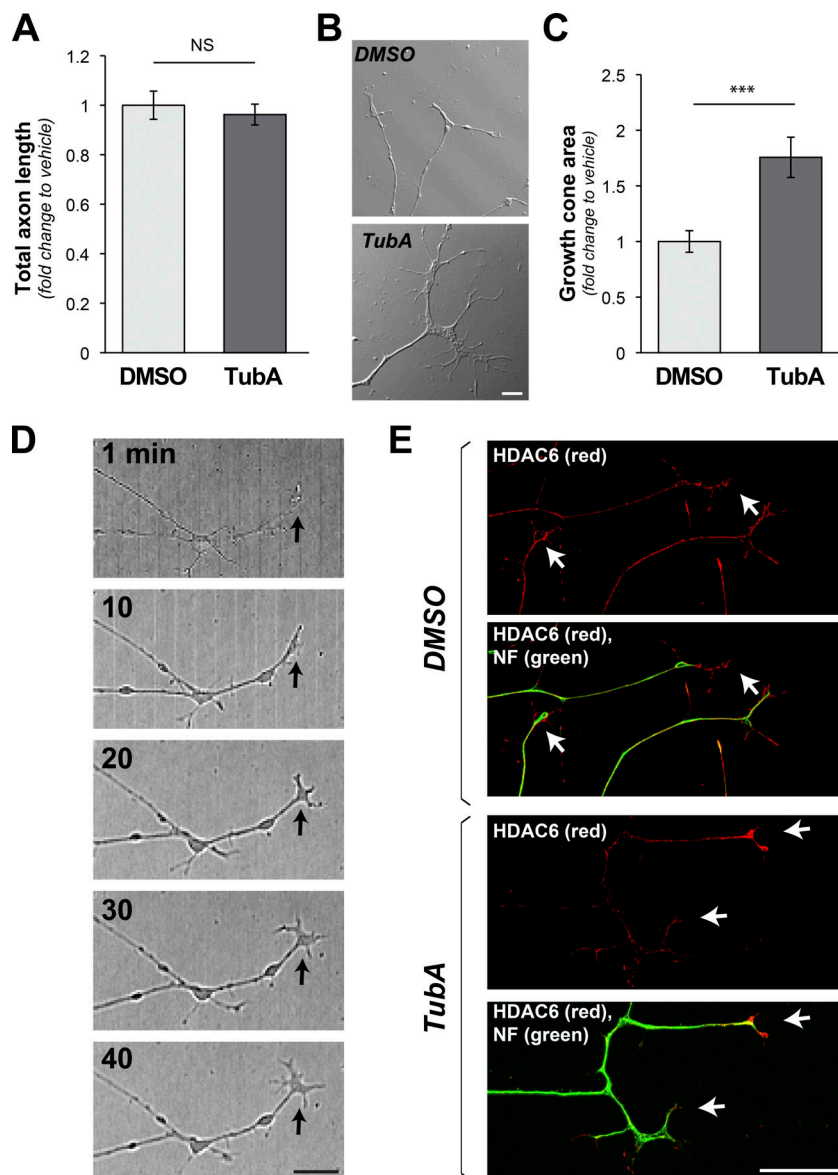 A
Total axon length
(fold change to vehicle)
1.2
1
0.8
0.6
0.4
0.2
0
NS
DMSO
TubA
B
DMSO
TubA
C
Growth cone area
(fold change to vehicle)
2.5
2
1.5
1
0.5
0
***
DMSO
TubA
D
1 min
10
20
30
40
E
DMSO
HDAC6 (red)
HDAC6 (red),
NF (green)
TubA
HDAC6 (red)
HDAC6 (red),
NF (green)